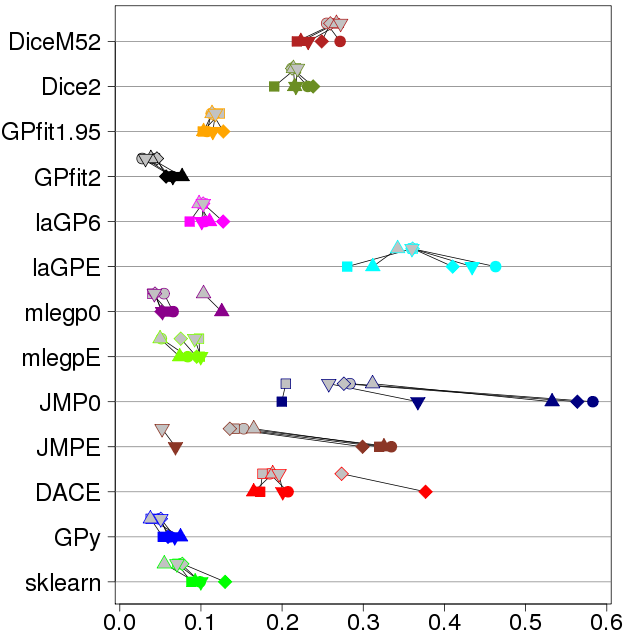 DiceM52
Dice2
GPfit1.95
GPfit2
laGP6
laGPE
mlegp0
mlegpE
JMP0
JMPE
DACE
GPy
sklearn
0.0 0.1 0.2 0.3 0.4 0.5 0.6